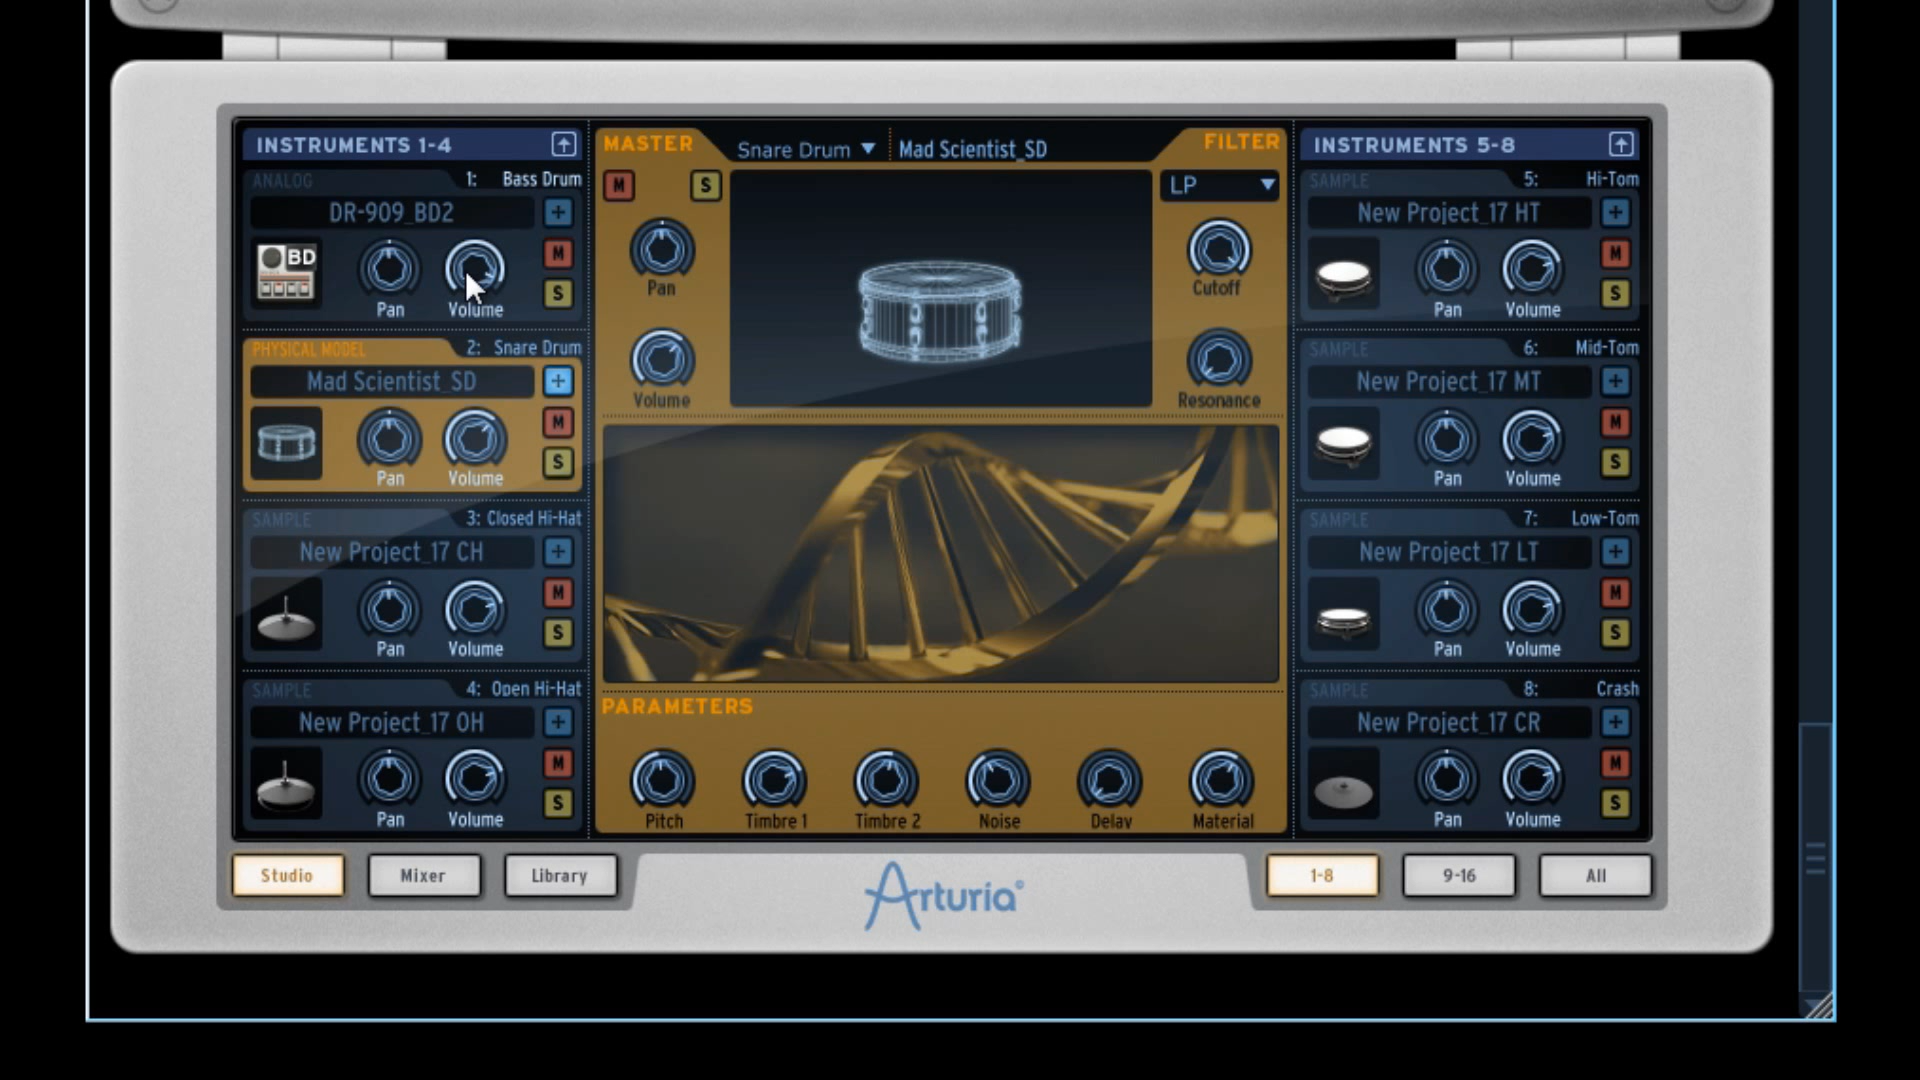 INSTRUMENTS 1-4
ANALOG 1: Bass Drum
DR-909_BD2
BD
M
S
Pan Volume
PHYSICAL MODEL 2: Snare Drum
Mad Scientist_SD
M
S
Pan Volume
SAMPLE 3: Closed Hi-Hat
New Project_17 CH
M
S
Pan Volume
SAMPLE 4: Open Hi-Hat
New Project_17 OH
M
S
Pan Volume
MASTER Snare Drum Mad Scientist_SD FILTER
M S LP
Pan Cutoff
Volume Resonance
PARAMETERS
Pitch Timbre 1 Timbre 2 Noise Delay Material
INSTRUMENTS 5-8
SAMPLE 5: Hi-Tom
New Project_17 HT
M
S
Pan Volume
SAMPLE 6: Mid-Tom
New Project_17 MT
M
S
Pan Volume
SAMPLE 7: Low-Tom
New Project_17 LT
M
S
Pan Volume
SAMPLE 8: Crash
New Project_17 CR
M
S
Pan Volume
Studio Mixer Library
Arturia©
1-8 9-16 All